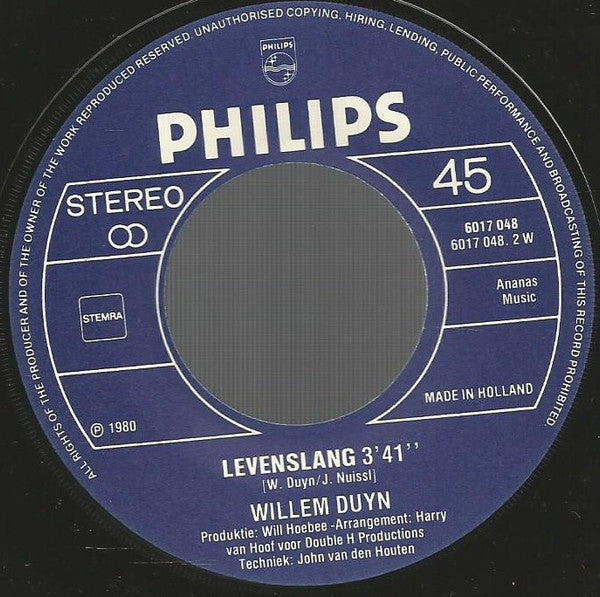 ALL RIGHTS OF THE PRODUCER AND OF THE OWNER OF THE WORK REPRODUCED RESERVED. UNAUTHORISED COPYING, HIRING, LENDING, PUBLIC PERFORMANCE AND BROADCASTING OF THIS RECORD PROHIBITED.
PHILIPS
PHILIPS
STEREO
45
6017 048
6017 048. 2 W
Ananas
Music
STEMRA
MADE IN HOLLAND
℗ 1980
LEVENSLANG 3'41''
[W. Duyn/J. Nuissl]
WILLEM DUYN
Produktie: Will Hoebee -Arrangement: Harry
van Hoof voor Double H Productions
Techniek: John van den Houten